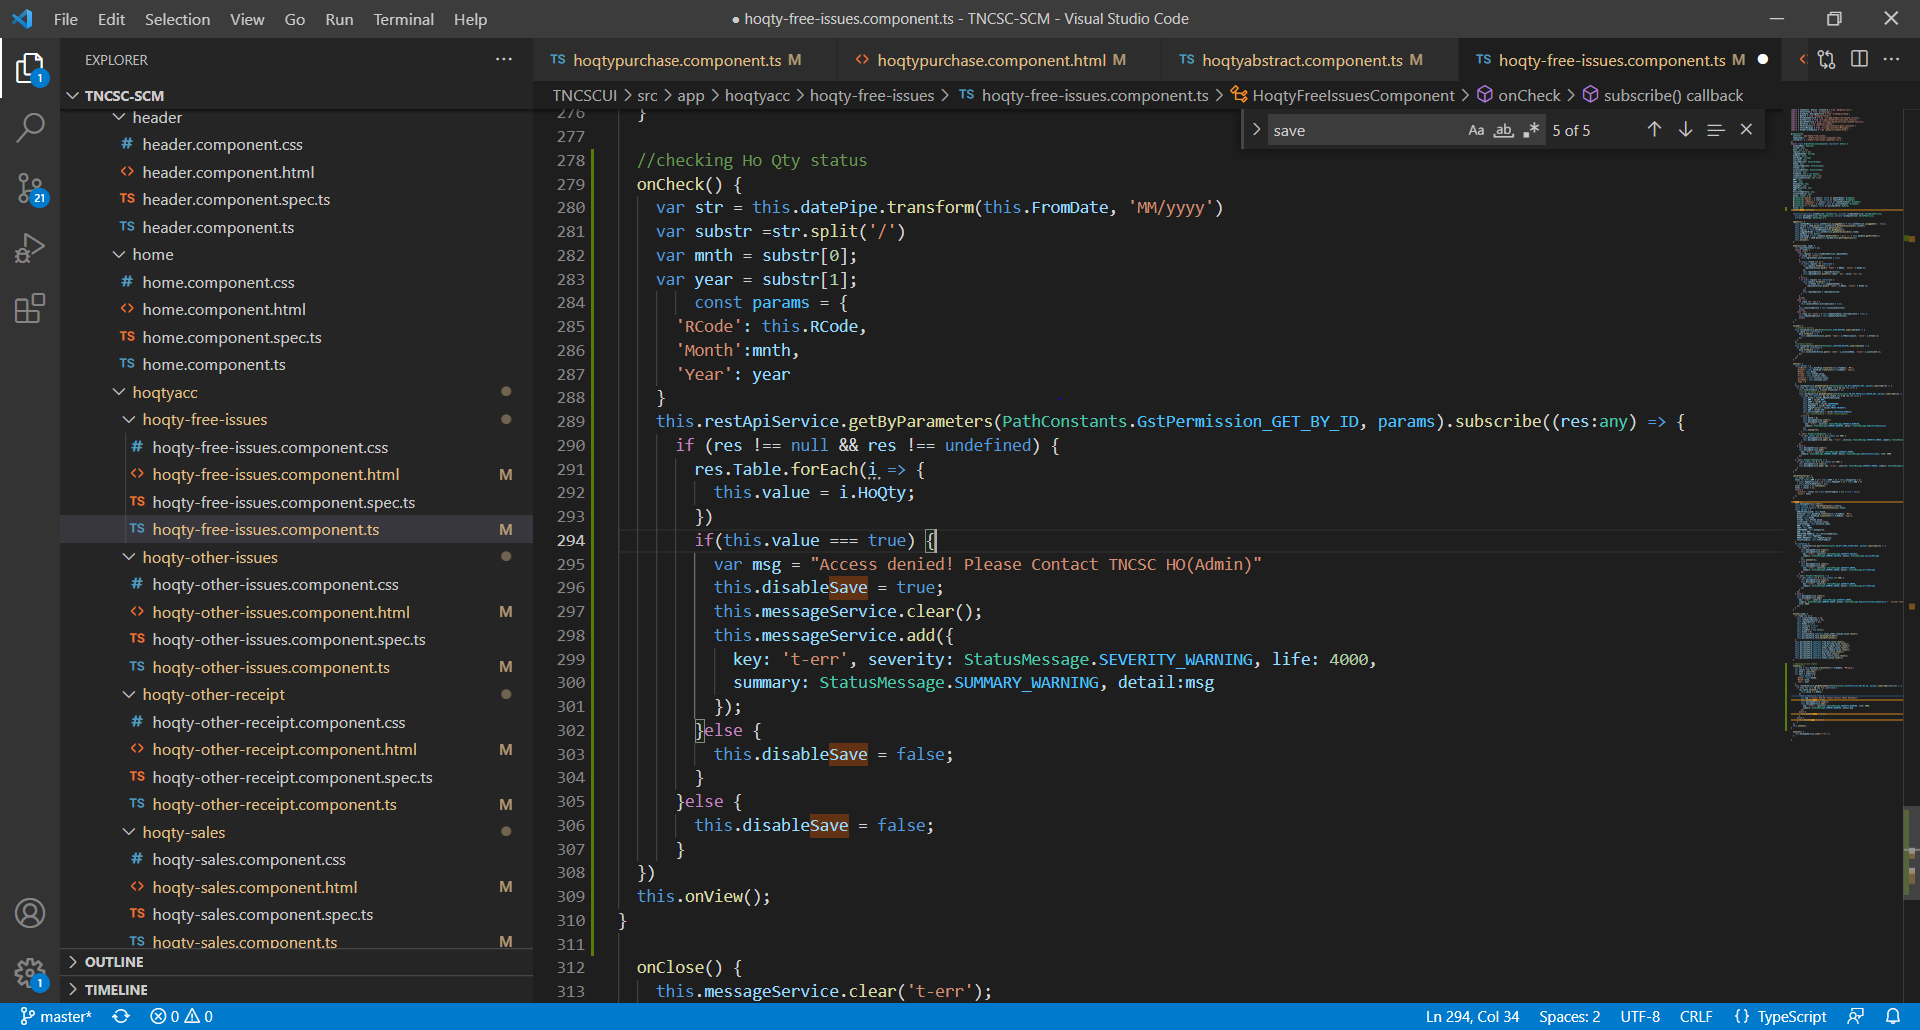 File Edit Selection View Go Run Terminal Help
● hoqty-free-issues.component.ts - TNCSC-SCM - Visual Studio Code
EXPLORER
TNCSC-SCM
header
# header.component.css
<> header.component.html
TS header.component.spec.ts
TS header.component.ts
home
# home.component.css
<> home.component.html
TS home.component.spec.ts
TS home.component.ts
hoqtyacc
hoqty-free-issues
# hoqty-free-issues.component.css
<> hoqty-free-issues.component.html M
TS hoqty-free-issues.component.spec.ts
TS hoqty-free-issues.component.ts M
hoqty-other-issues
# hoqty-other-issues.component.css
<> hoqty-other-issues.component.html M
TS hoqty-other-issues.component.spec.ts
TS hoqty-other-issues.component.ts M
hoqty-other-receipt
# hoqty-other-receipt.component.css
<> hoqty-other-receipt.component.html M
TS hoqty-other-receipt.component.spec.ts
TS hoqty-other-receipt.component.ts M
hoqty-sales
# hoqty-sales.component.css
<> hoqty-sales.component.html M
TS hoqty-sales.component.spec.ts
TS hoqty-sales.component.ts M
OUTLINE
TIMELINE
1
21
1
TS hoqtypurchase.component.ts M
<> hoqtypurchase.component.html M
TS hoqtyabstract.component.ts M
TS hoqty-free-issues.component.ts M ●
TNCSCUI > src > app > hoqtyacc > hoqty-free-issues > TS hoqty-free-issues.component.ts > HoqtyFreeIssuesComponent > onCheck > subscribe() callback
save Aa ab .* 5 of 5
276 }
277
278 //checking Ho Qty status
279 onCheck() {
280 var str = this.datePipe.transform(this.FromDate, 'MM/yyyy')
281 var substr =str.split('/')
282 var mnth = substr[0];
283 var year = substr[1];
284 const params = {
285 'RCode': this.RCode,
286 'Month':mnth,
287 'Year': year
288 }
289 this.restApiService.getByParameters(PathConstants.GstPermission_GET_BY_ID, params).subscribe((res:any) => {
290 if (res !== null && res !== undefined) {
291 res.Table.forEach(i => {
292 this.value = i.HoQty;
293 })
294 if(this.value === true) {
295 var msg = "Access denied! Please Contact TNCSC HO(Admin)"
296 this.disableSave = true;
297 this.messageService.clear();
298 this.messageService.add({
299 key: 't-err', severity: StatusMessage.SEVERITY_WARNING, life: 4000,
300 summary: StatusMessage.SUMMARY_WARNING, detail:msg
301 });
302 }else {
303 this.disableSave = false;
304 }
305 }else {
306 this.disableSave = false;
307 }
308 })
309 this.onView();
310 }
311
312 onClose() {
313 this.messageService.clear('t-err');
master* 0 0
Ln 294, Col 34 Spaces: 2 UTF-8 CRLF {} TypeScript